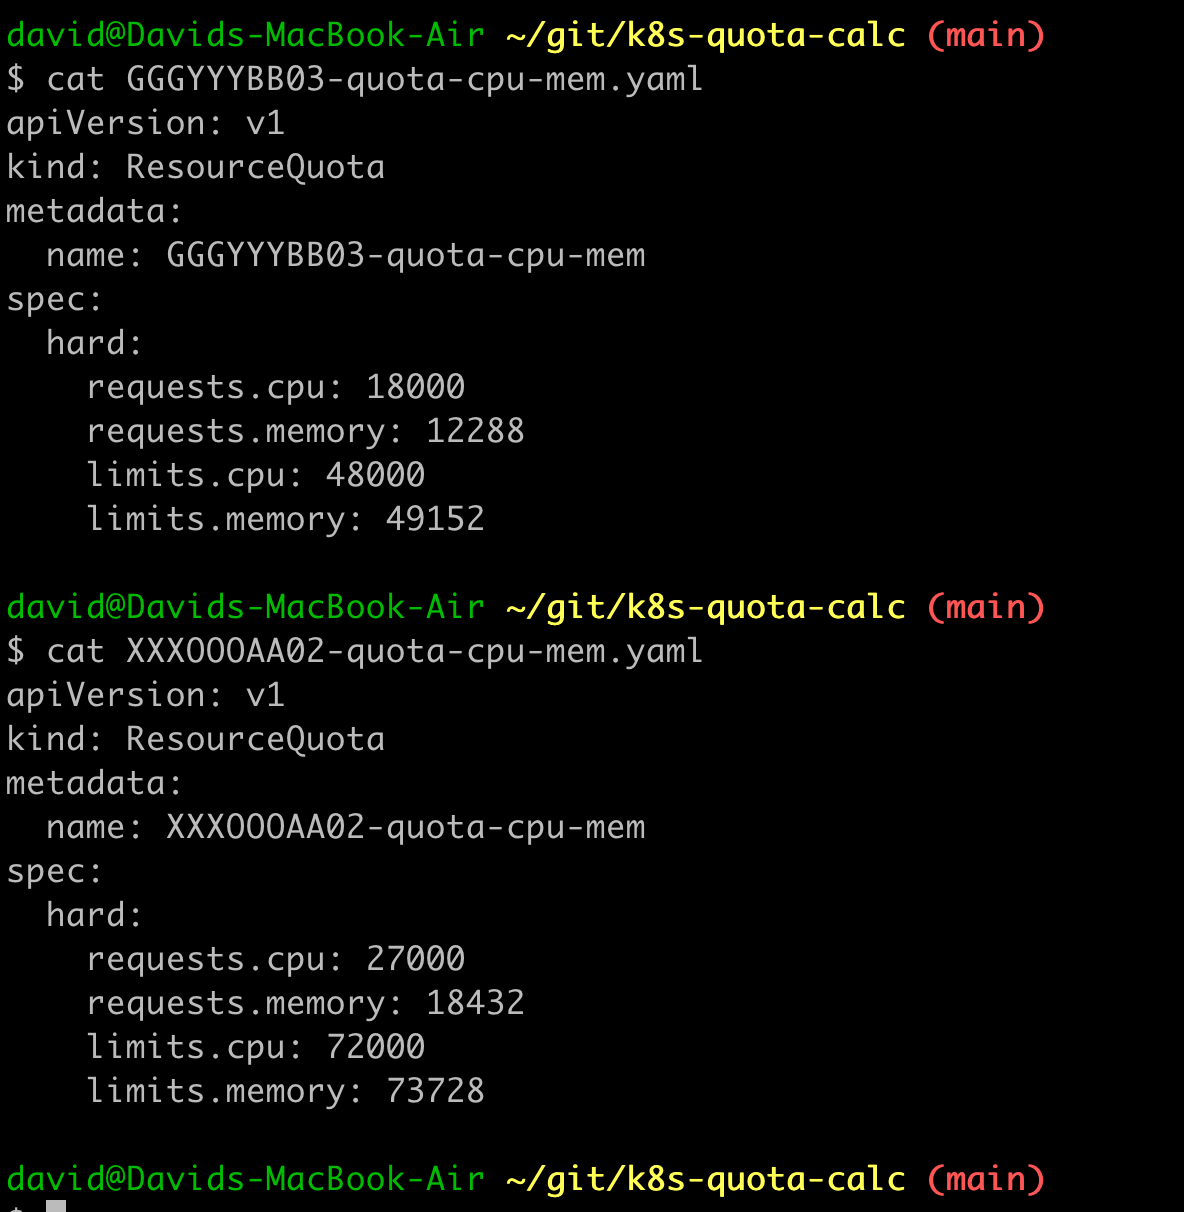 david@Davids-MacBook-Air ~/git/k8s-quota-calc (main)
$ cat GGGYYYBB03-quota-cpu-mem.yaml
apiVersion: v1
kind: ResourceQuota
metadata:
  name: GGGYYYBB03-quota-cpu-mem
spec:
  hard:
    requests.cpu: 18000
    requests.memory: 12288
    limits.cpu: 48000
    limits.memory: 49152

david@Davids-MacBook-Air ~/git/k8s-quota-calc (main)
$ cat XXXOOOAA02-quota-cpu-mem.yaml
apiVersion: v1
kind: ResourceQuota
metadata:
  name: XXXOOOAA02-quota-cpu-mem
spec:
  hard:
    requests.cpu: 27000
    requests.memory: 18432
    limits.cpu: 72000
    limits.memory: 73728

david@Davids-MacBook-Air ~/git/k8s-quota-calc (main)
$